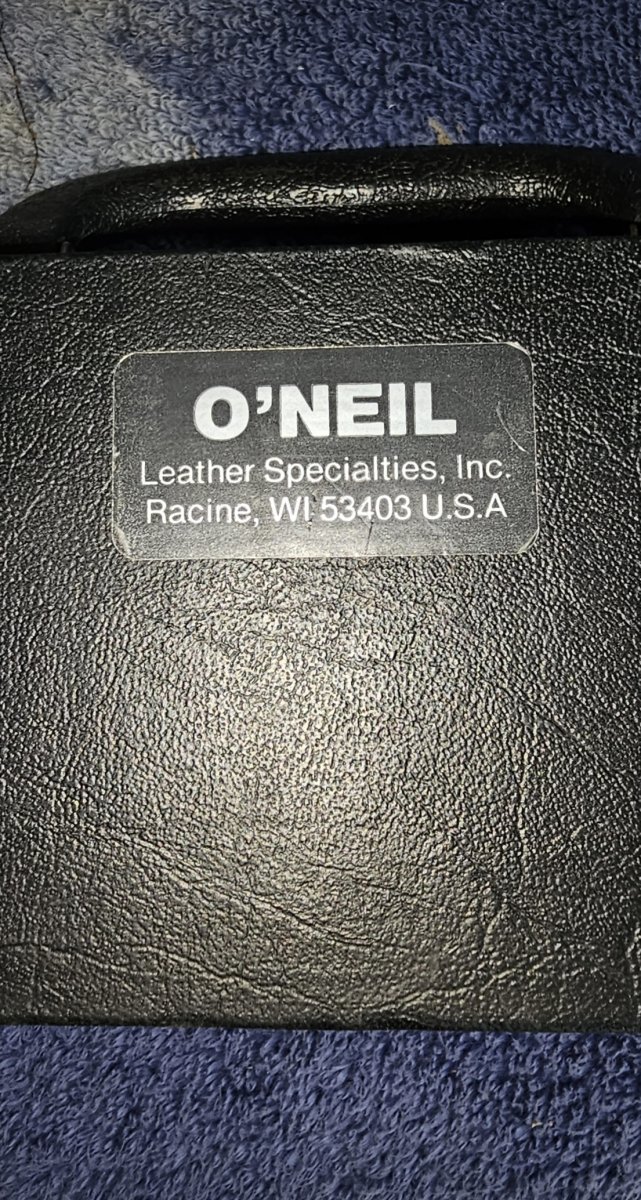 O'NEIL
Leather Specialties, Inc.
Racine, WI 53403 U.S.A